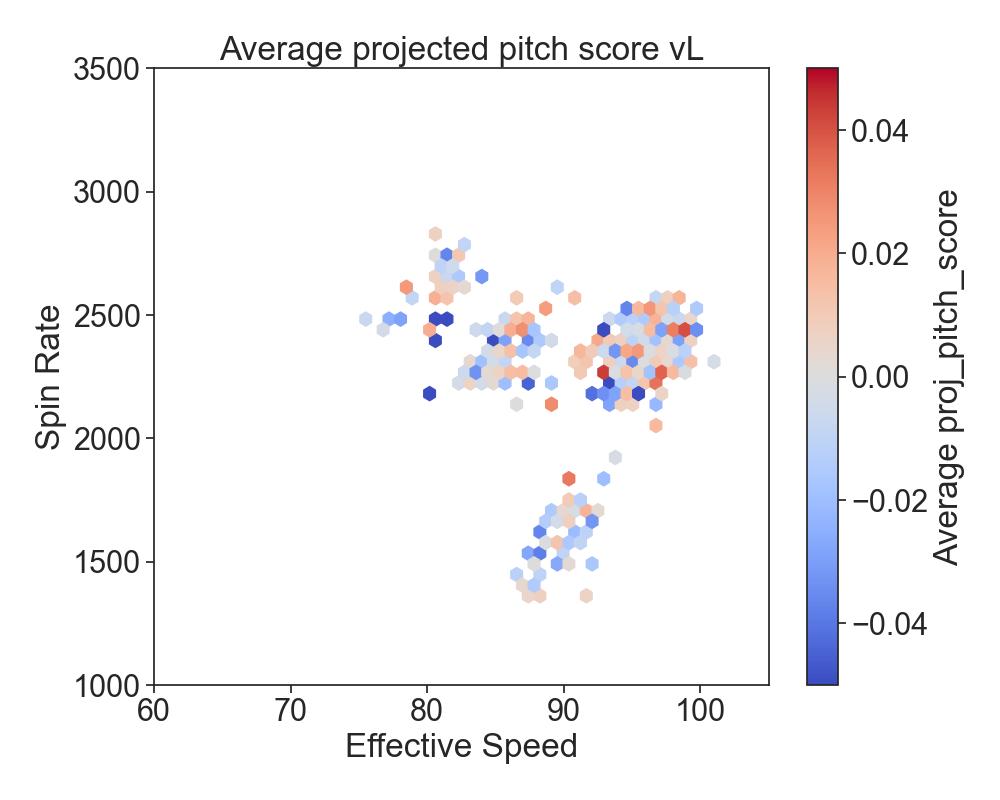 Average projected pitch score vL
3500
3000
2500
2000
1500
1000
Spin Rate
60 70 80 90 100
Effective Speed
0.04
0.02
0.00
−0.02
−0.04
Average proj_pitch_score